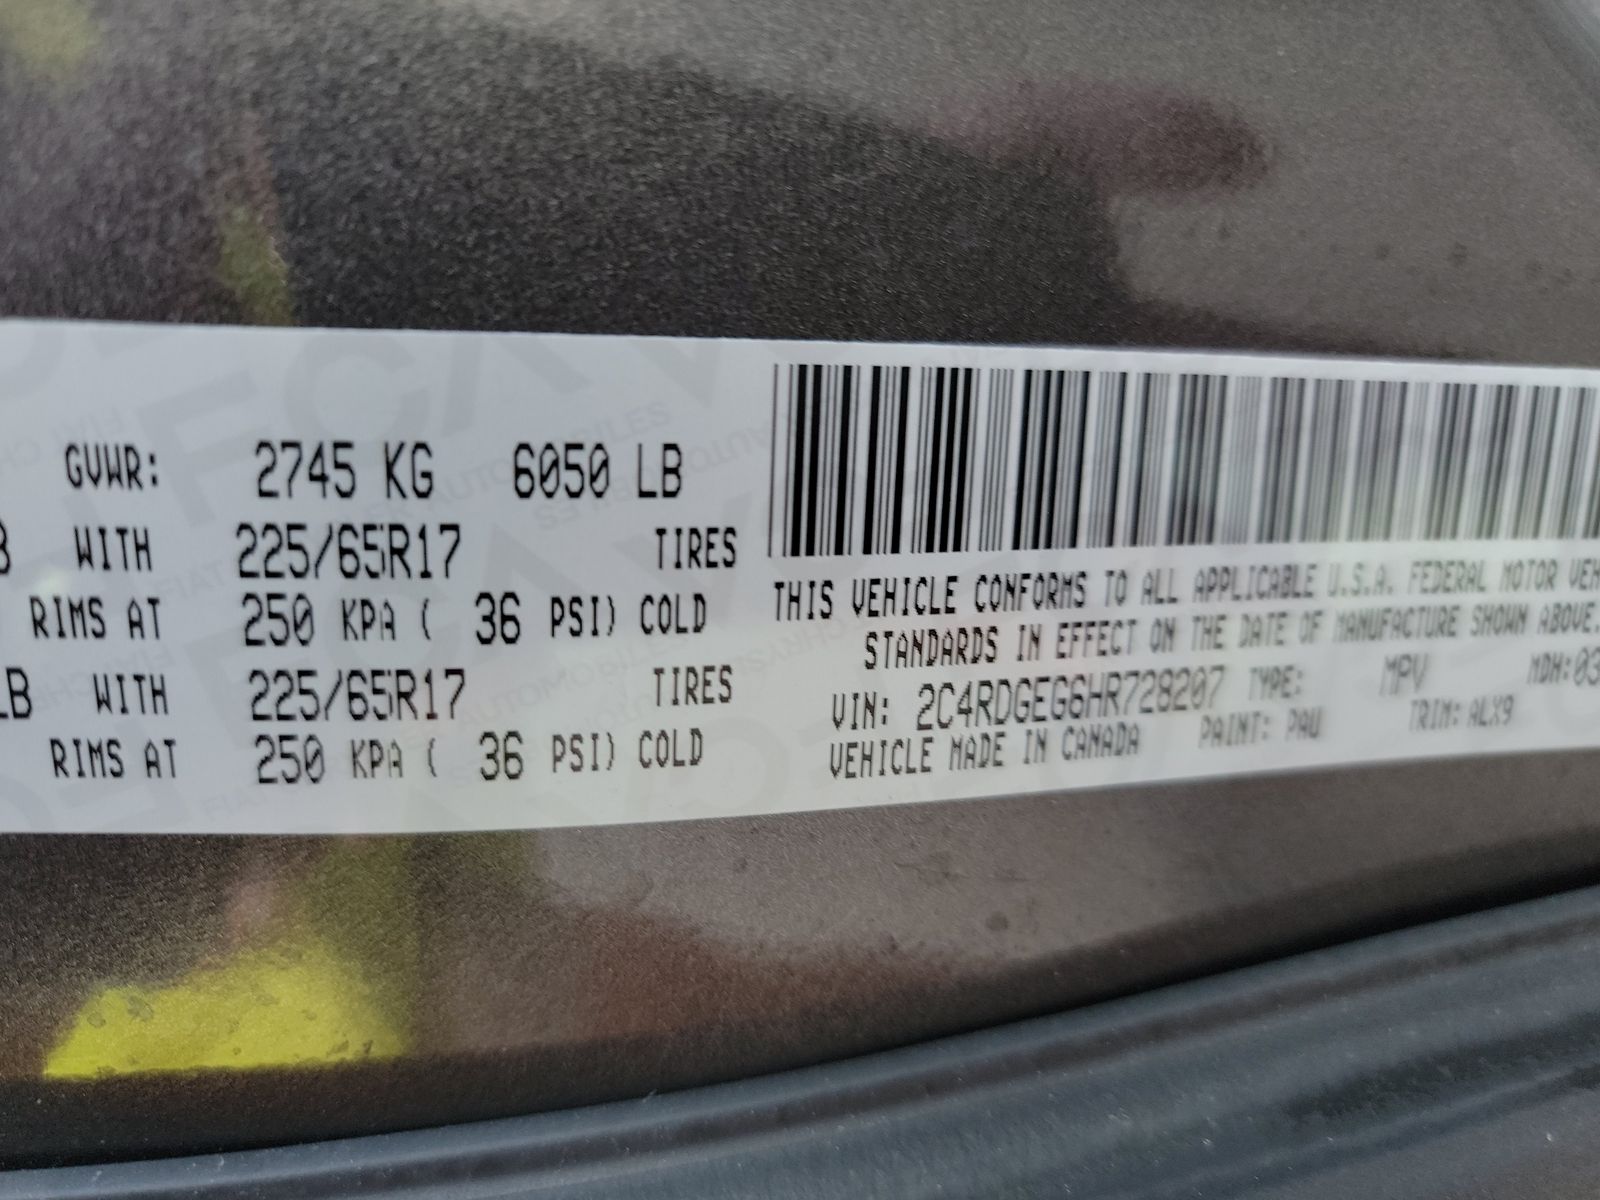 GVWR: 2745 KG 6050 LB
WITH 225/65R17 TIRES
RIMS AT 250 KPA ( 36 PSI) COLD
LB WITH 225/65R17 TIRES
RIMS AT 250 KPA ( 36 PSI) COLD
THIS VEHICLE CONFORMS TO ALL APPLICABLE U.S.A. FEDERAL MOTOR VEH
STANDARDS IN EFFECT ON THE DATE OF MANUFACTURE SHOWN ABOVE.
VIN: 2C4RDGEG6HR728207 TYPE: MPV MDH:03
VEHICLE MADE IN CANADA PAINT: PAU TRIM: ALX9